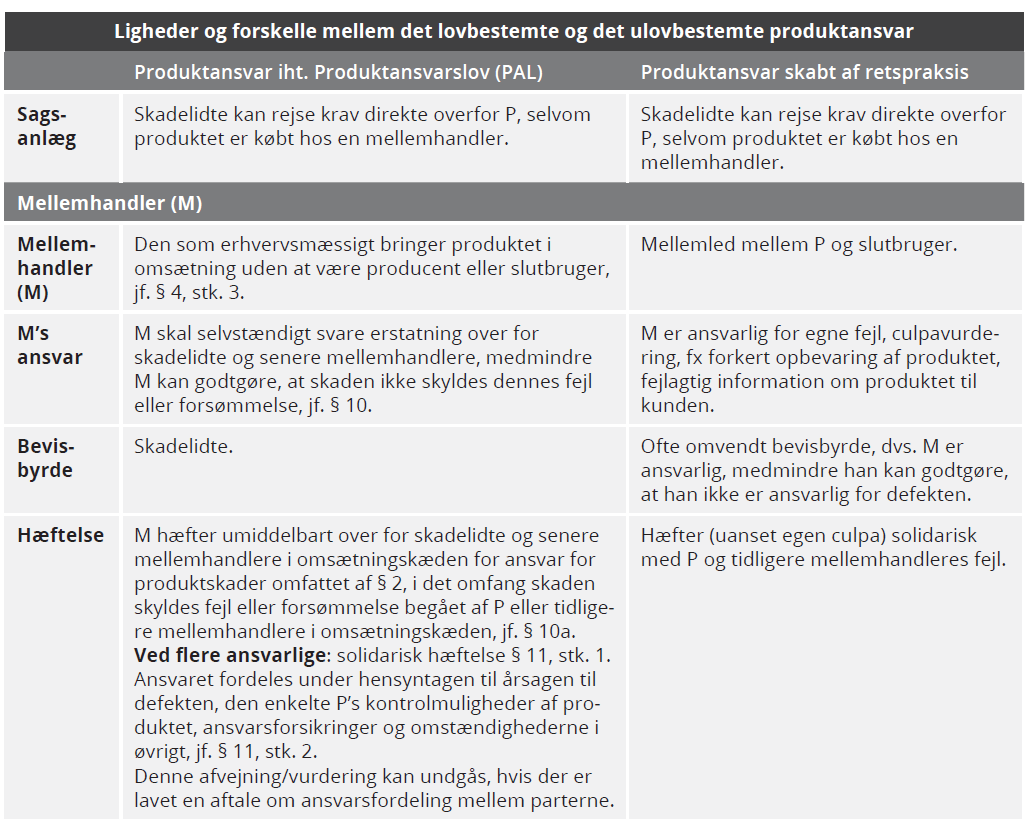 Ligheder og forskelle mellem det lovbestemte og det ulovbestemte produktansvar
Produktansvar iht. Produktansvarslov (PAL)
Produktansvar skabt af retspraksis
Sags-
anlæg
Skadelidte kan rejse krav direkte overfor P, selvom
produktet er købt hos en mellemhandler.
Skadelidte kan rejse krav direkte overfor
P, selvom produktet er købt hos en
mellemhandler.
Mellemhandler (M)
Mellem-
handler
(M)
Den som erhvervsmæssigt bringer produktet i
omsætning uden at være producent eller slutbruger,
jf. § 4, stk. 3.
Mellemled mellem P og slutbruger.
M’s
ansvar
M skal selvstændigt svare erstatning over for
skadelidte og senere mellemhandlere, medmindre
M kan godtgøre, at skaden ikke skyldes dennes fejl
eller forsømmelse, jf. § 10.
M er ansvarlig for egne fejl, culpavurde-
ring, fx forkert opbevaring af produktet,
fejlagtig information om produktet til
kunden.
Bevis-
byrde
Skadelidte.
Ofte omvendt bevisbyrde, dvs. M er
ansvarlig, medmindre han kan godtgøre,
at han ikke er ansvarlig for defekten.
Hæftelse
M hæfter umiddelbart over for skadelidte og senere
mellemhandlere i omsætningskæden for ansvar for
produktskader omfattet af § 2, i det omfang skaden
skyldes fejl eller forsømmelse begået af P eller tidlige-
re mellemhandlere i omsætningskæden, jf. § 10a.
Ved flere ansvarlige: solidarisk hæftelse § 11, stk. 1.
Ansvaret fordeles under hensyntagen til årsagen til
defekten, den enkelte P’s kontrolmuligheder af pro-
duktet, ansvarsforsikringer og omstændighederne i
øvrigt, jf. § 11, stk. 2.
Denne afvejning/vurdering kan undgås, hvis der er
lavet en aftale om ansvarsfordeling mellem parterne.
Hæfter (uanset egen culpa) solidarisk
med P og tidligere mellemhandleres fejl.